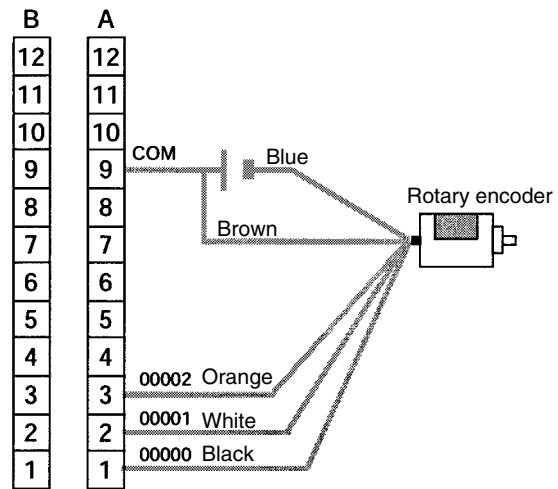 B A
12 12
11 11
10 10
9 9 COM Blue
8 8 Rotary encoder
7 7 Brown
6 6
5 5
4 4
3 3 00002 Orange
2 2 00001 White
1 1 00000 Black